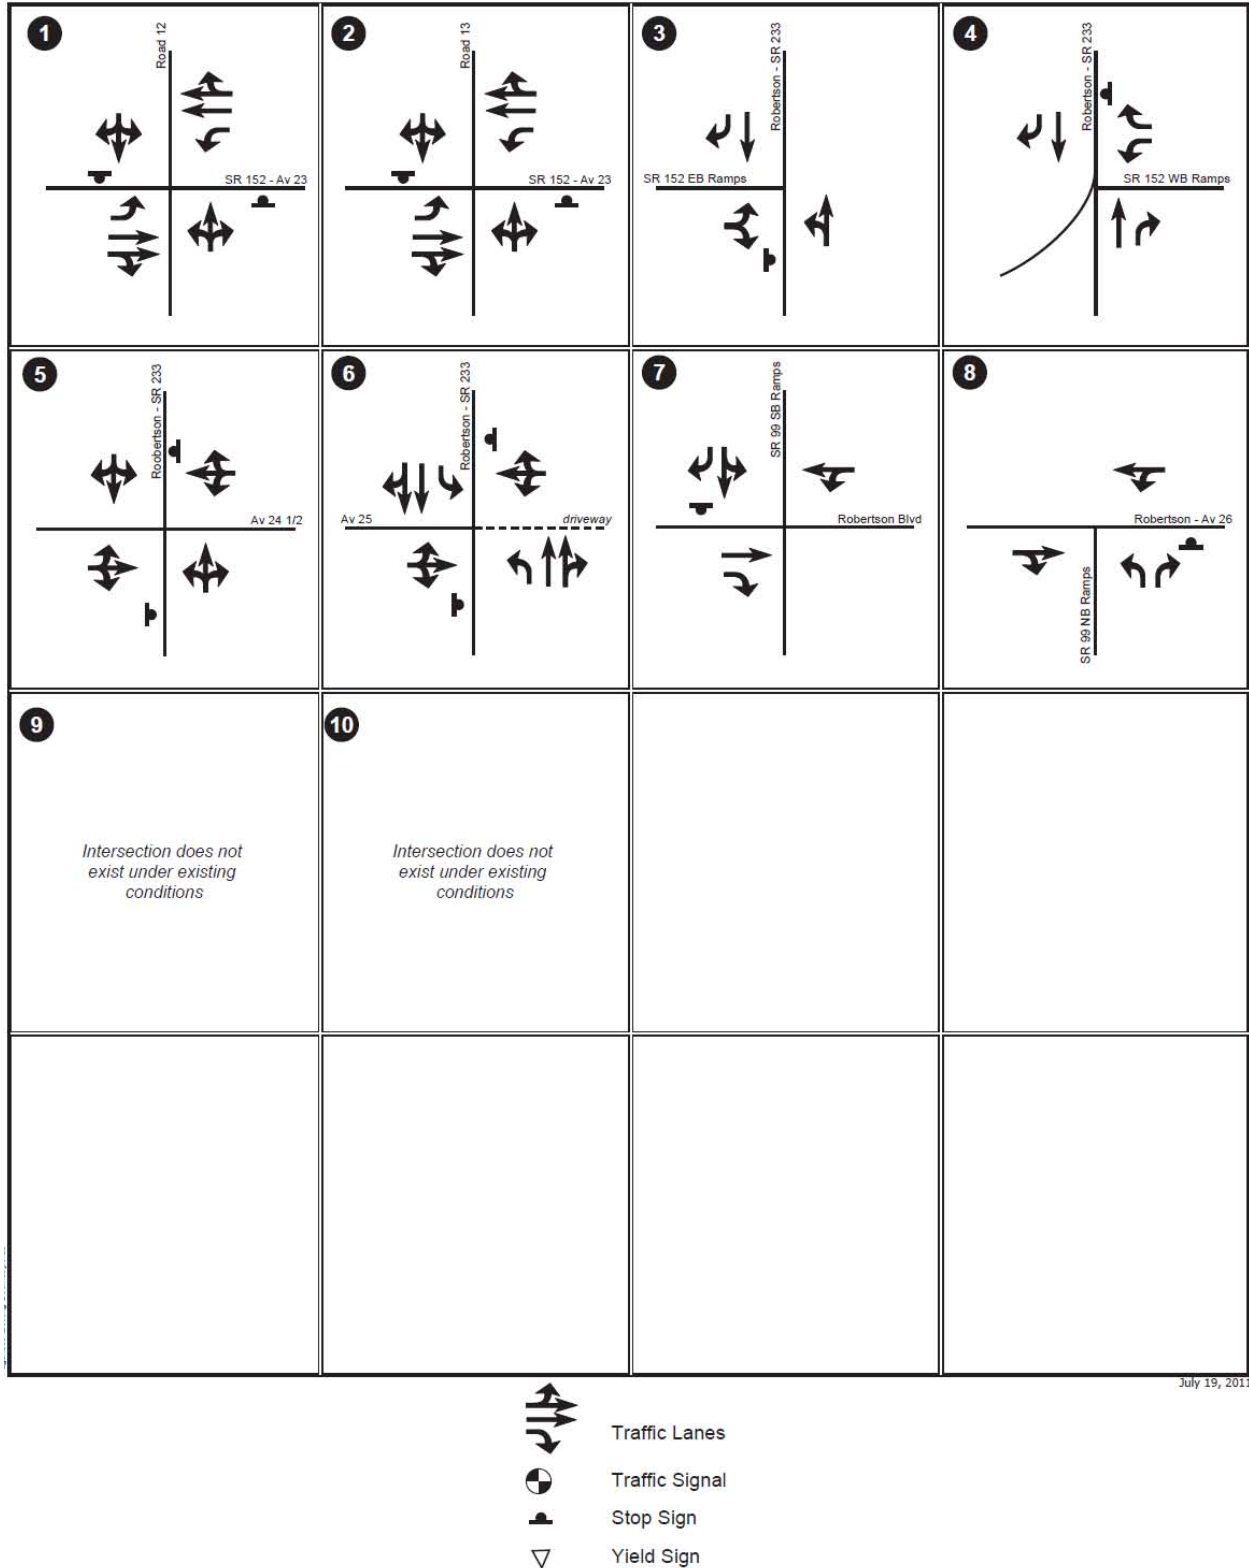 1
Road 12
SR 152 - Av 23
2
Road 13
SR 152 - Av 23
3
Robertson - SR 233
SR 152 EB Ramps
4
Robertson - SR 233
SR 152 WB Ramps
5
Roobertson - SR 233
Av 24 1/2
6
Robertson - SR 233
Av 25
driveway
7
SR 99 SB Ramps
Robertson Blvd
8
Robertson - Av 26
SR 99 NB Ramps
9
Intersection does not
exist under existing
conditions
10
Intersection does not
exist under existing
conditions
July 19, 2011
Traffic Lanes
Traffic Signal
Stop Sign
Yield Sign